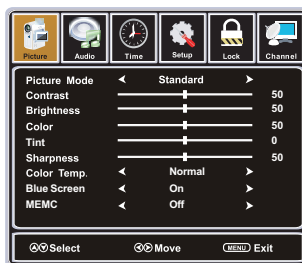 Picture Audio Time Setup Lock Channel
Picture Mode Standard
Contrast 50
Brightness 50
Color 50
Tint 0
Sharpness 50
Color Temp. Normal
Blue Screen On
MEMC Off
Select Move MENU Exit